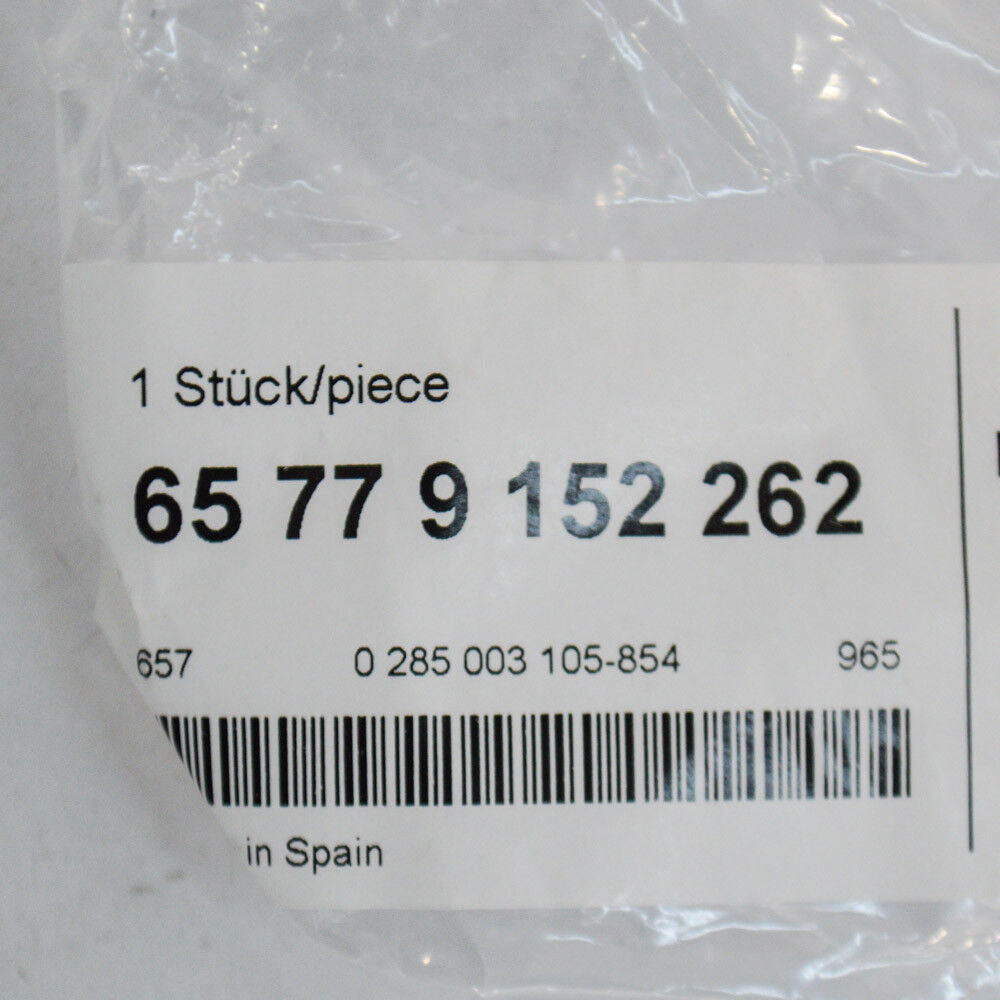 1 Stück/piece
65 77 9 152 262
657 0 285 003 105-854 965
in Spain